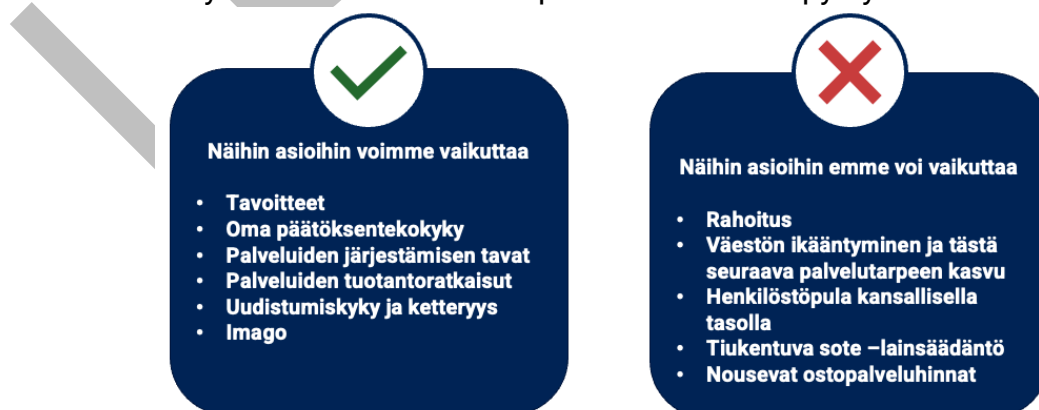 Näihin asioihin voimme vaikuttaa
• Tavoitteet
• Oma päätöksentekokyky
• Palveluiden järjestämisen tavat
• Palveluiden tuotantoratkaisut
• Uudistumiskyky ja ketteryys
• Imago
Näihin asioihin emme voi vaikuttaa
• Rahoitus
• Väestön ikääntyminen ja tästä
seuraava palvelutarpeen kasvu
• Henkilöstöpula kansallisella
tasolla
• Tiukentuva sote –lainsäädäntö
• Nousevat ostopalveluhinnat